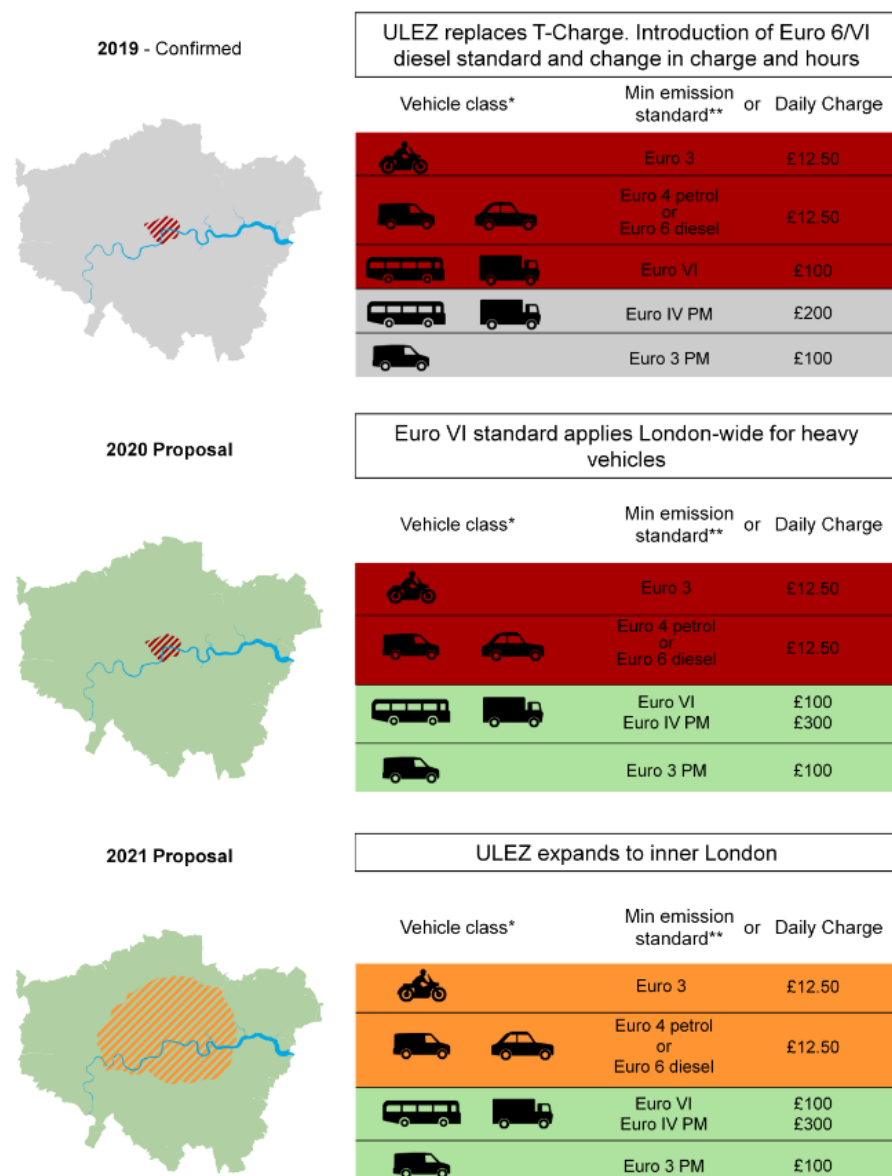 2019 - Confirmed
ULEZ replaces T-Charge. Introduction of Euro 6/VI
diesel standard and change in charge and hours
Vehicle class*
Min emission
standard**
or
Daily Charge
Euro 3
£12.50
Euro 4 petrol
or
Euro 6 diesel
£12.50
Euro VI
£100
Euro IV PM
£200
Euro 3 PM
£100
2020 Proposal
Euro VI standard applies London-wide for heavy
vehicles
Vehicle class*
Min emission
standard**
or
Daily Charge
Euro 3
£12.50
Euro 4 petrol
or
Euro 6 diesel
£12.50
Euro VI
£100
Euro IV PM
£300
Euro 3 PM
£100
2021 Proposal
ULEZ expands to inner London
Vehicle class*
Min emission
standard**
or
Daily Charge
Euro 3
£12.50
Euro 4 petrol
or
Euro 6 diesel
£12.50
Euro VI
£100
Euro IV PM
£300
Euro 3 PM
£100